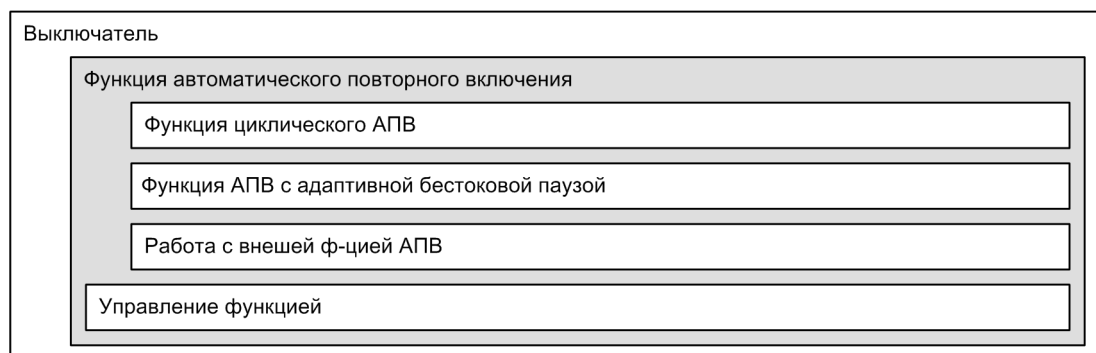 Выключатель
Функция автоматического повторного включения
Функция циклического АПВ
Функция АПВ с адаптивной бестоковой паузой
Работа с внешей ф-цией АПВ
Управление функцией